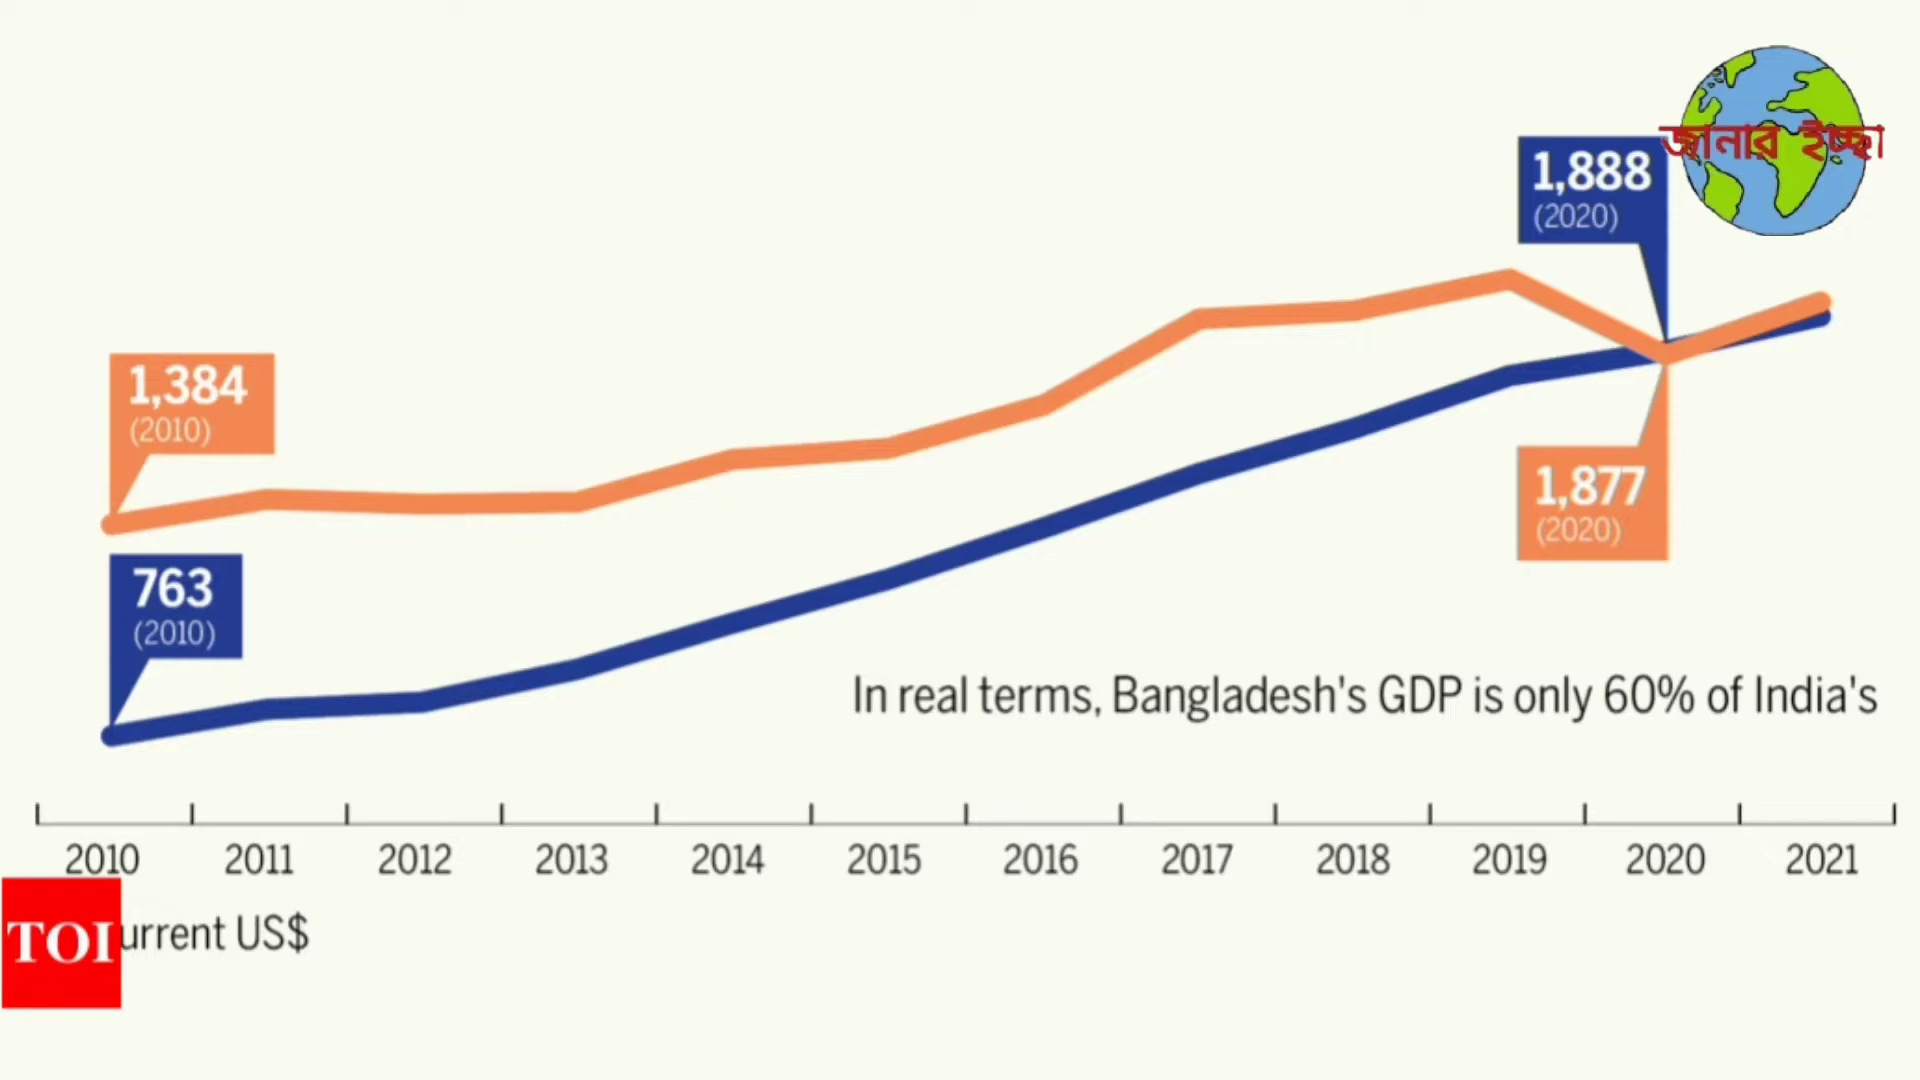 জানার ইচ্ছা
1,888
(2020)
1,384
(2010)
1,877
(2020)
763
(2010)
In real terms, Bangladesh's GDP is only 60% of India's
2010 2011 2012 2013 2014 2015 2016 2017 2018 2019 2020 2021
TOI urrent US$